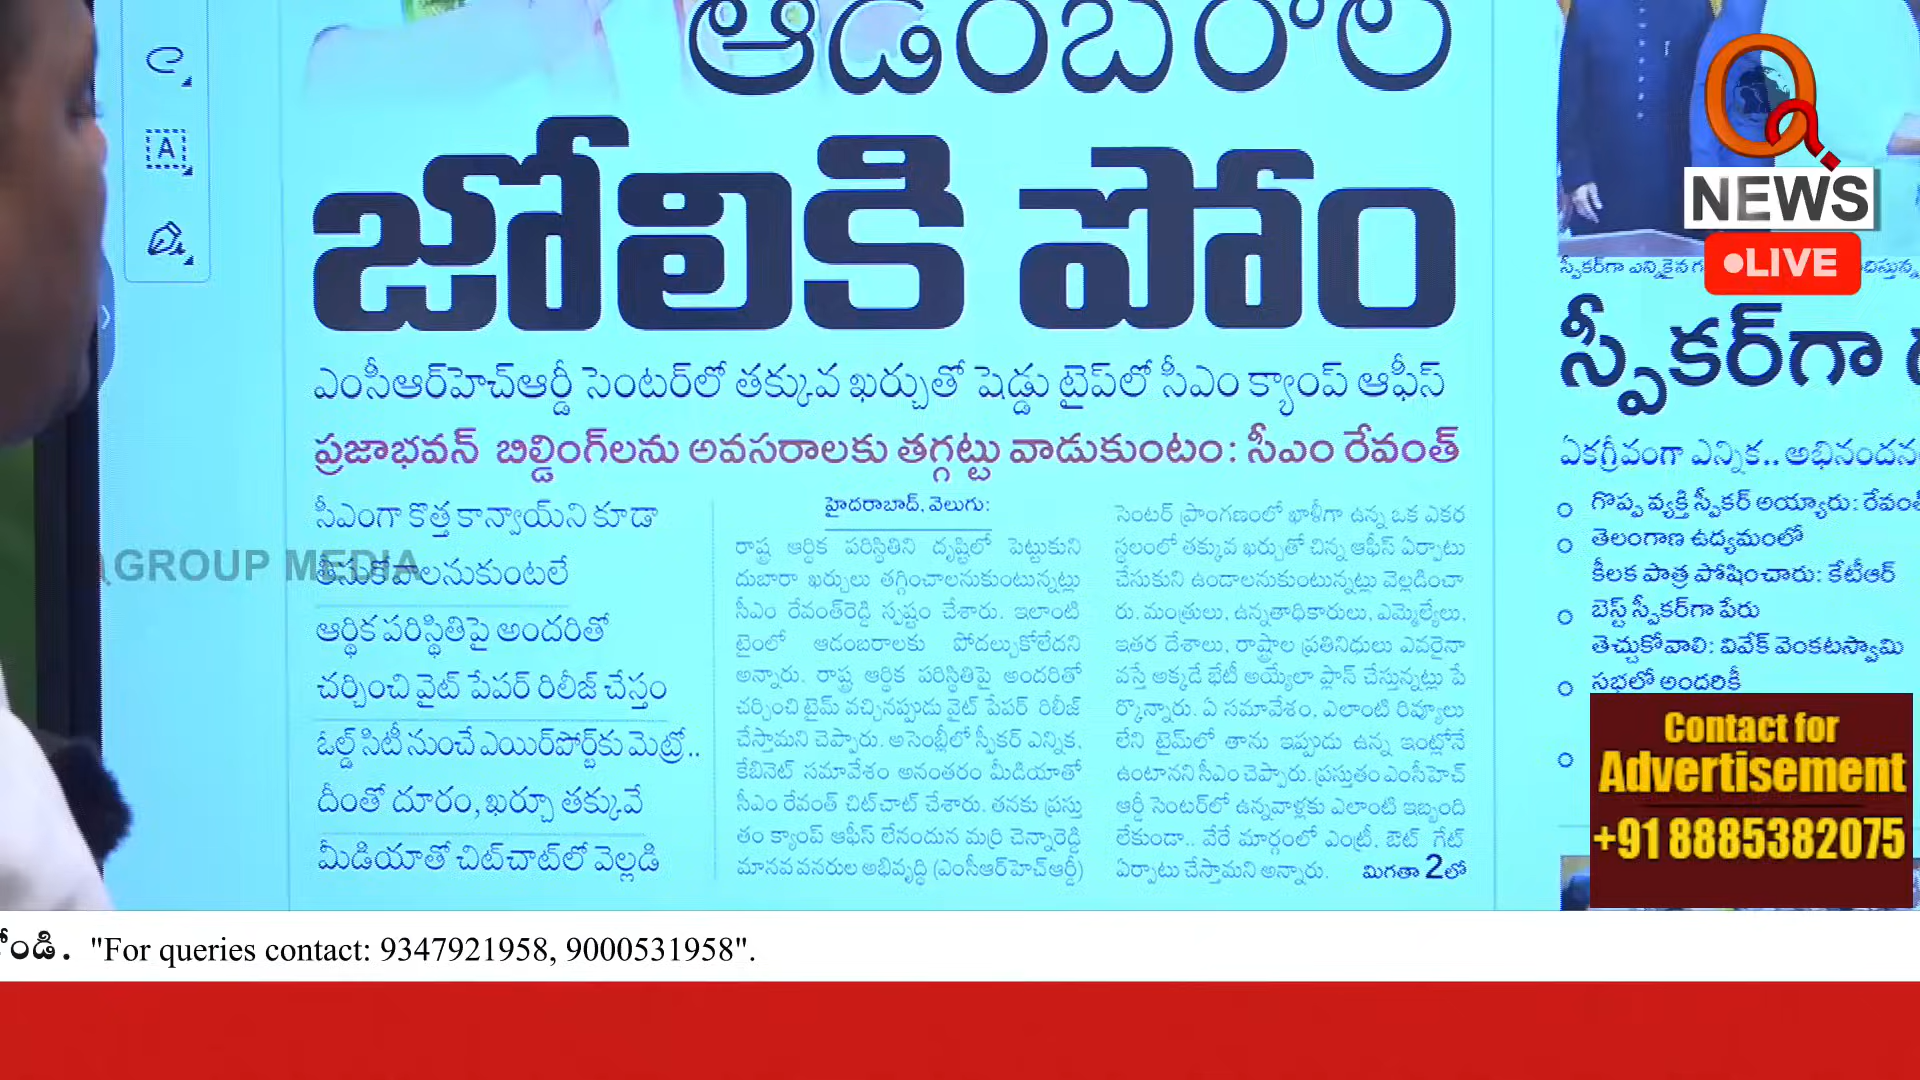 ఆడంబరాల
జోలికి పోం
ఎంసీఆర్‌హెచ్‌ఆర్డీ సెంటర్‌లో తక్కువ ఖర్చుతో షెడ్డు టైప్‌లో సీఎం క్యాంప్ ఆఫీస్
ప్రజాభవన్ బిల్డింగ్‌లను అవసరాలకు తగ్గట్టు వాడుకుంటం: సీఎం రేవంత్
సీఎంగా కొత్త కాన్వాయ్‌ని కూడా
తీసుకోవాలనుకుంటలే
ఆర్థిక పరిస్థితిపై అందరితో
చర్చించి వైట్ పేపర్ రిలీజ్ చేస్తం
ఓల్డ్ సిటీ నుంచే ఎయిర్‌పోర్ట్‌కు మెట్రో..
దీంతో దూరం, ఖర్చూ తక్కువే
మీడియాతో చిట్‌చాట్‌లో వెల్లడి
హైదరాబాద్, వెలుగు:
రాష్ట్ర ఆర్థిక పరిస్థితిని దృష్టిలో పెట్టుకుని
దుబారా ఖర్చులు తగ్గించాలనుకుంటున్నట్లు
సీఎం రేవంత్‌రెడ్డి స్పష్టం చేశారు. ఇలాంటి
టైంలో ఆడంబరాలకు పోదల్చుకోలేదని
అన్నారు. రాష్ట్ర ఆర్థిక పరిస్థితిపై అందరితో
చర్చించి టైమ్ వచ్చినప్పుడు వైట్ పేపర్ రిలీజ్
చేస్తామని చెప్పారు. అసెంబ్లీలో స్పీకర్ ఎన్నిక,
కేబినెట్ సమావేశం అనంతరం మీడియాతో
సీఎం రేవంత్ చిట్‌చాట్ చేశారు. తనకు ప్రస్తు
తం క్యాంప్ ఆఫీస్ లేనందున మర్రి చెన్నారెడ్డి
మానవ వనరుల అభివృద్ధి (ఎంసీఆర్‌హెచ్‌ఆర్డీ)
సెంటర్ ప్రాంగణంలో ఖాళీగా ఉన్న ఒక ఎకర
స్థలంలో తక్కువ ఖర్చుతో చిన్న ఆఫీస్ ఏర్పాటు
చేసుకుని ఉండాలనుకుంటున్నట్లు వెల్లడించా
రు. మంత్రులు, ఉన్నతాధికారులు, ఎమ్మెల్యేలు,
ఇతర దేశాలు, రాష్ట్రాల ప్రతినిధులు ఎవరైనా
వస్తే అక్కడే భేటీ అయ్యేలా ప్లాన్ చేస్తున్నట్లు పే
ర్కొన్నారు. ఏ సమావేశం, ఎలాంటి రివ్యూలు
లేని టైమ్‌లో తాను ఇప్పుడు ఉన్న ఇంట్లోనే
ఉంటానని సీఎం చెప్పారు. ప్రస్తుతం ఎంసీహెచ్
ఆర్డీ సెంటర్‌లో ఉన్నవాళ్లకు ఎలాంటి ఇబ్బంది
లేకుండా.. వేరే మార్గంలో ఎంట్రీ, ఔట్ గేట్
ఏర్పాటు చేస్తామని అన్నారు. మిగతా 2లో
GROUP MEDIA
NEWS
LIVE
స్పీకర్‌గా ఎన్నికైన
స్పీకర్‌గా
ఏకగ్రీవంగా ఎన్నిక.. అభినందన
గొప్ప వ్యక్తి స్పీకర్ అయ్యారు: రేవంత్
తెలంగాణ ఉద్యమంలో
కీలక పాత్ర పోషించారు: కేటీఆర్
బెస్ట్ స్పీకర్‌గా పేరు
తెచ్చుకోవాలి: వివేక్ వెంకటస్వామి
సభలో అందరికీ
Contact for
Advertisement
+91 8885382075
"For queries contact: 9347921958, 9000531958".